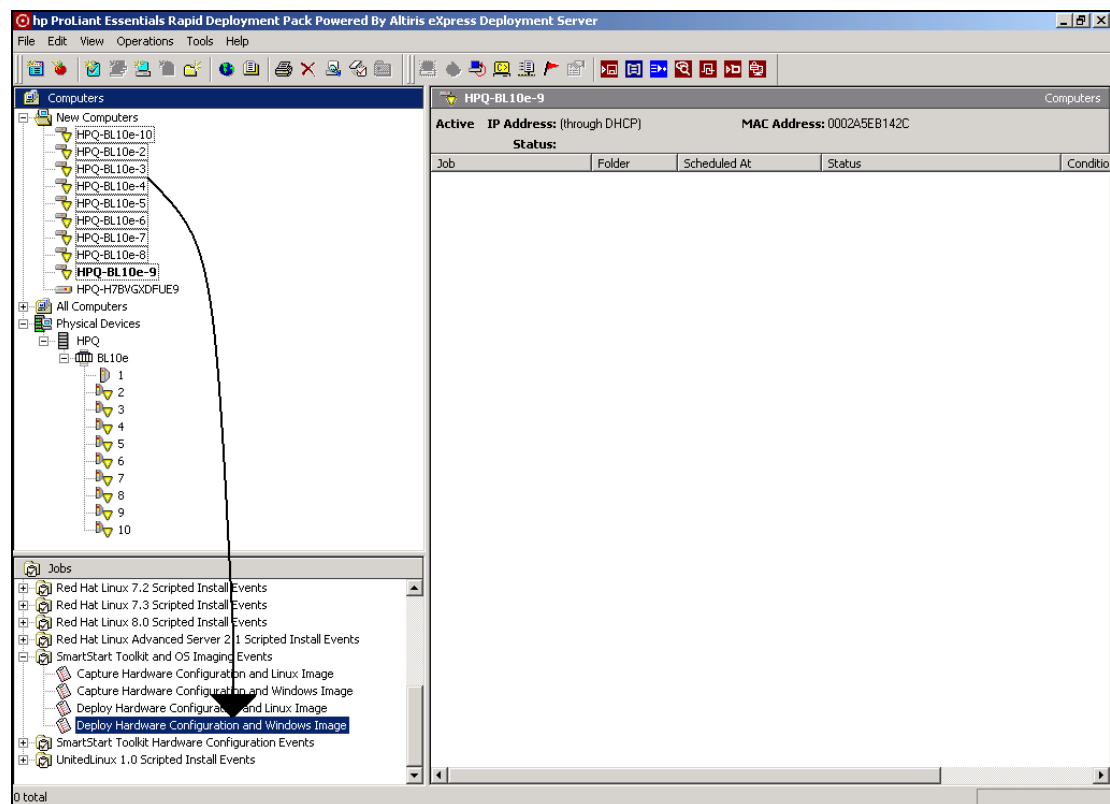 hp ProLiant Essentials Rapid Deployment Pack Powered By Altiris eXpress Deployment Server
File Edit View Operations Tools Help
Computers
New Computers
HPQ-BL10e-10
HPQ-BL10e-2
HPQ-BL10e-3
HPQ-BL10e-4
HPQ-BL10e-5
HPQ-BL10e-6
HPQ-BL10e-7
HPQ-BL10e-8
HPQ-BL10e-9
HPQ-H7BVGXDFUE9
All Computers
Physical Devices
HPQ
BL10e
1
2
3
4
5
6
7
8
9
10
Jobs
Red Hat Linux 7.2 Scripted Install Events
Red Hat Linux 7.3 Scripted Install Events
Red Hat Linux 8.0 Scripted Install Events
Red Hat Linux Advanced Server 2.1 Scripted Install Events
SmartStart Toolkit and OS Imaging Events
Capture Hardware Configuration and Linux Image
Capture Hardware Configuration and Windows Image
Deploy Hardware Configuration and Linux Image
Deploy Hardware Configuration and Windows Image
SmartStart Toolkit Hardware Configuration Events
UnitedLinux 1.0 Scripted Install Events
0 total
HPQ-BL10e-9 Computers
Active IP Address: (through DHCP) MAC Address: 0002A5EB142C
Status:
Job Folder Scheduled At Status Conditio